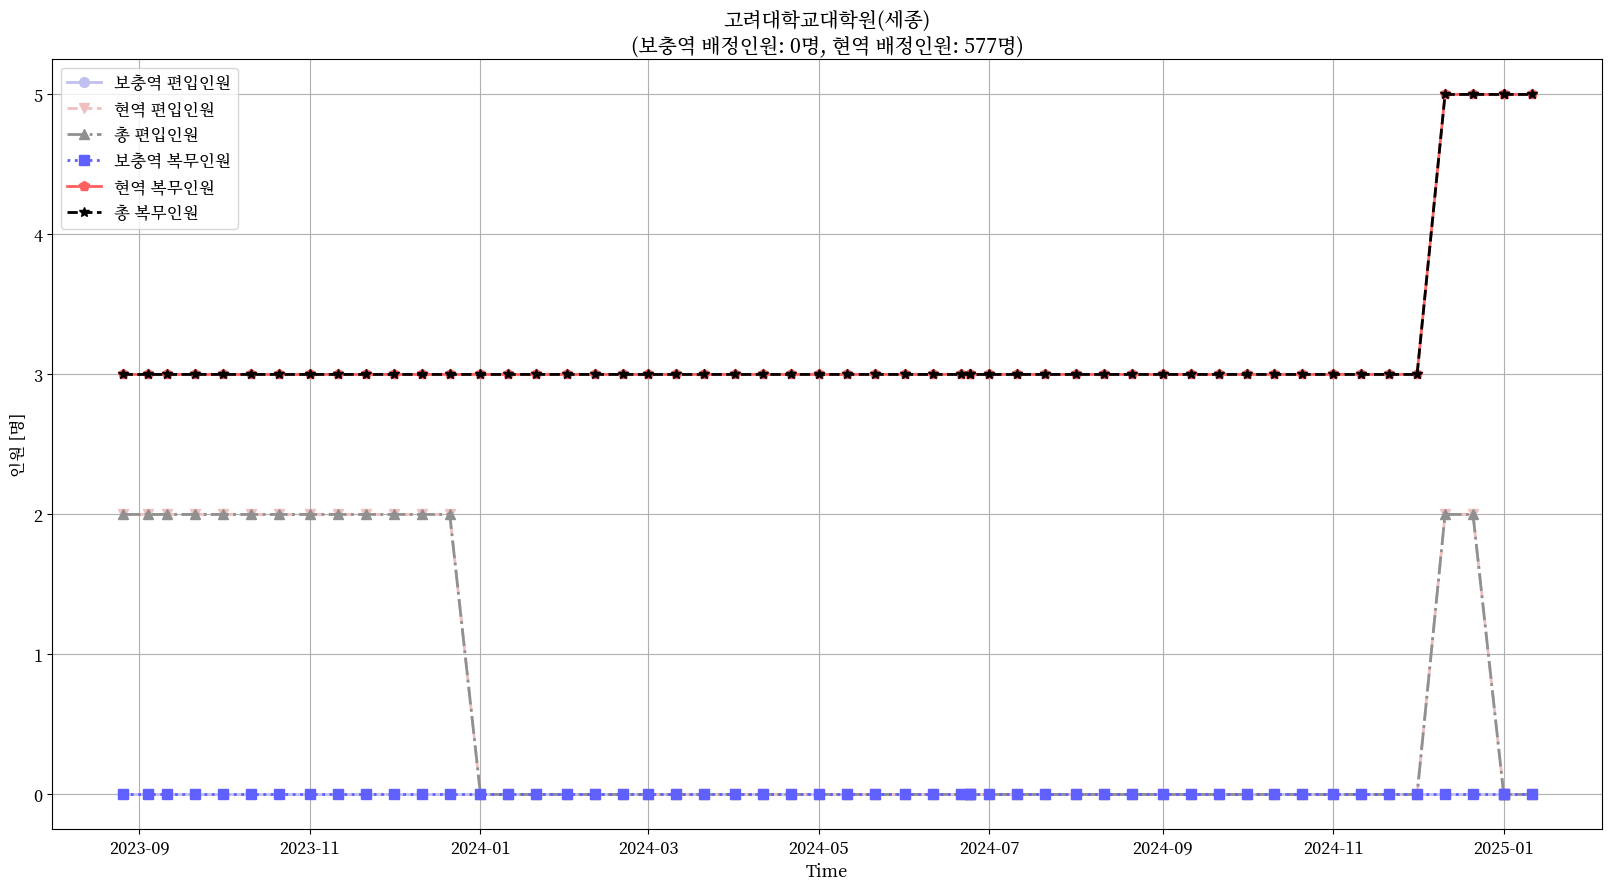 고려대학교대학원(세종)
(보충역 배정인원: 0명, 현역 배정인원: 577명)
보충역 편입인원
현역 편입인원
총 편입인원
보충역 복무인원
현역 복무인원
총 복무인원
5
4
3
2
1
0
인원 [명]
2023-09
2023-11
2024-01
2024-03
2024-05
2024-07
2024-09
2024-11
2025-01
Time